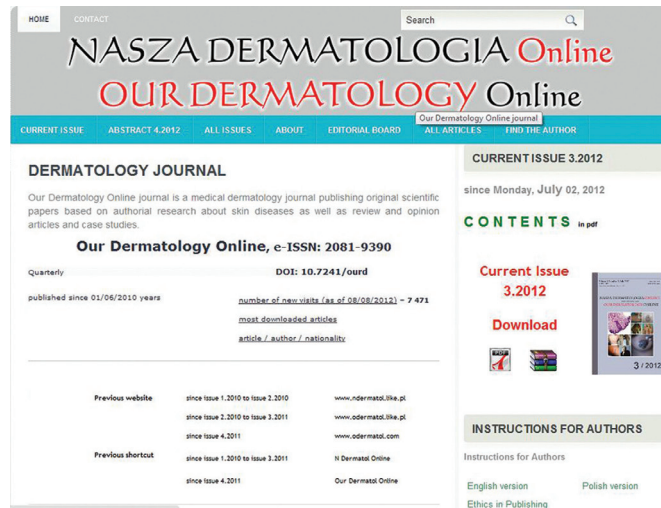 HOME CONTACT
Search
NASZA DERMATOLOGIA Online
OUR DERMATOLOGY Online
Our Dermatology Online journal
CURRENT ISSUE ABSTRACT 4.2012 ALL ISSUES ABOUT EDITORIAL BOARD ALL ARTICLES FIND THE AUTHOR
DERMATOLOGY JOURNAL
Our Dermatology Online journal is a medical dermatology journal publishing original scientific
papers based on authorial research about skin diseases as well as review and opinion
articles and case studies.
Our Dermatology Online, e-ISSN: 2081-9390
Quarterly DOI: 10.7241/ourd
published since 01/06/2010 years number of new visits (as of 08/08/2012) – 7 471
most downloaded articles
article / author / nationality
Previous website since issue 1.2010 to issue 2.2010 www.ndermatol.ilke.pl
since issue 2.2010 to issue 3.2011 www.odermatol.ilke.pl
since issue 4.2011 www.odermatol.com
Previous shortcut since issue 1.2010 to issue 3.2011 N Dermatol Online
since issue 4.2011 Our Dermatol Online
CURRENT ISSUE 3.2012
since Monday, July 02, 2012
CONTENTS in pdf
Current Issue
3.2012
Download
PDF
3 / 2012
INSTRUCTIONS FOR AUTHORS
Instructions for Authors
English version Polish version
Ethics in Publishing